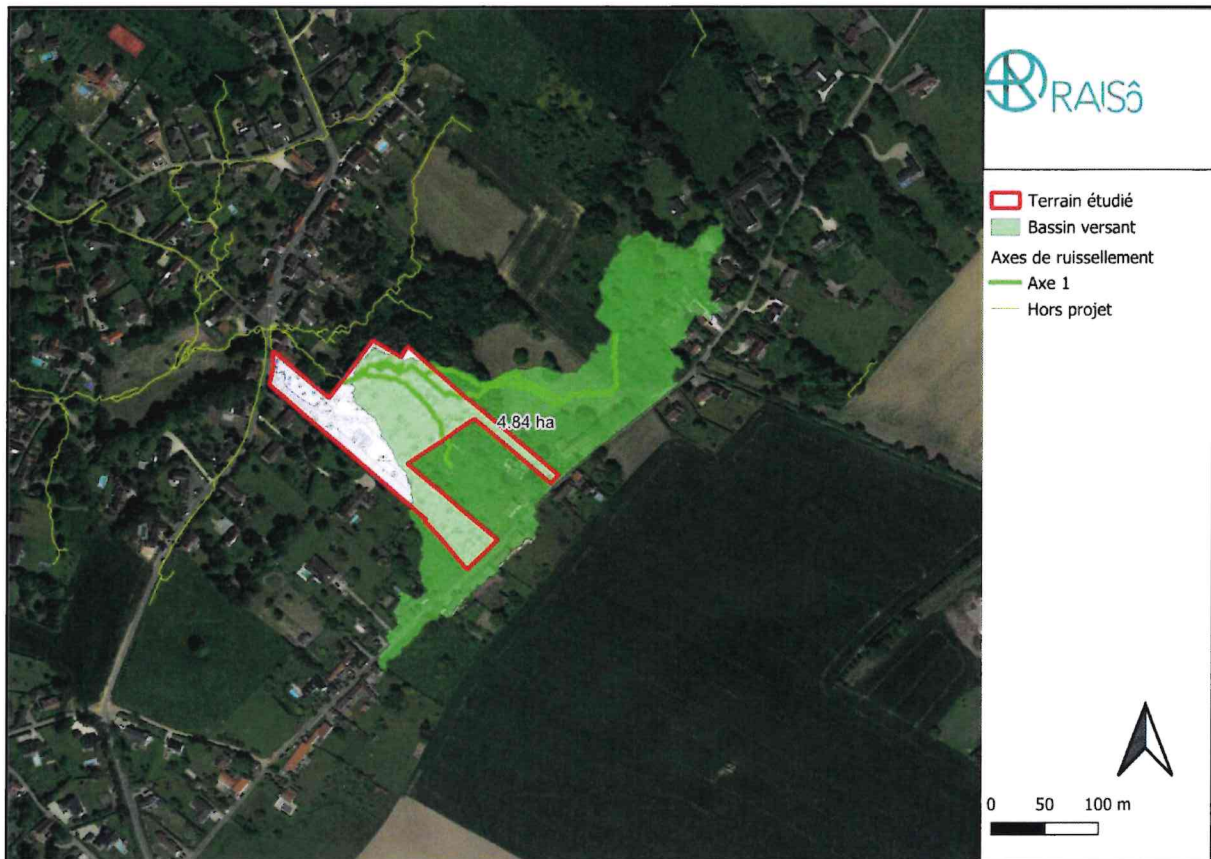 RAISô
Terrain étudié
Bassin versant
Axes de ruissellement
Axe 1
Hors projet
4.84 ha
0 50 100 m